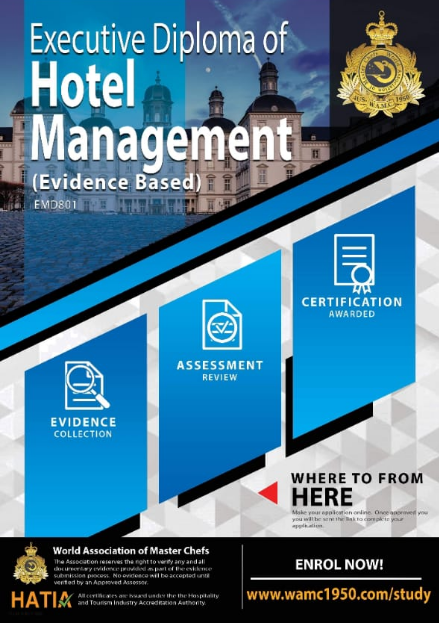 Executive Diploma of
Hotel
Management
(Evidence Based)
EMD801
CERTIFICATION
AWARDED
ASSESSMENT
REVIEW
EVIDENCE
COLLECTION
WHERE TO FROM
HERE
Make your application online. Once approved you
you will be sent the link to complete your
application.
World Association of Master Chefs
The Association reserves the right to verify any and all
documentary evidence provided as part of the evidence
submission process. No evidence will be accepted until
verified by an Approved Assessor.
HATIA
All certificates are issued under the the Hospitality
and Tourism Industry Accreditation Authority.
ENROL NOW!
www.wamc1950.com/study